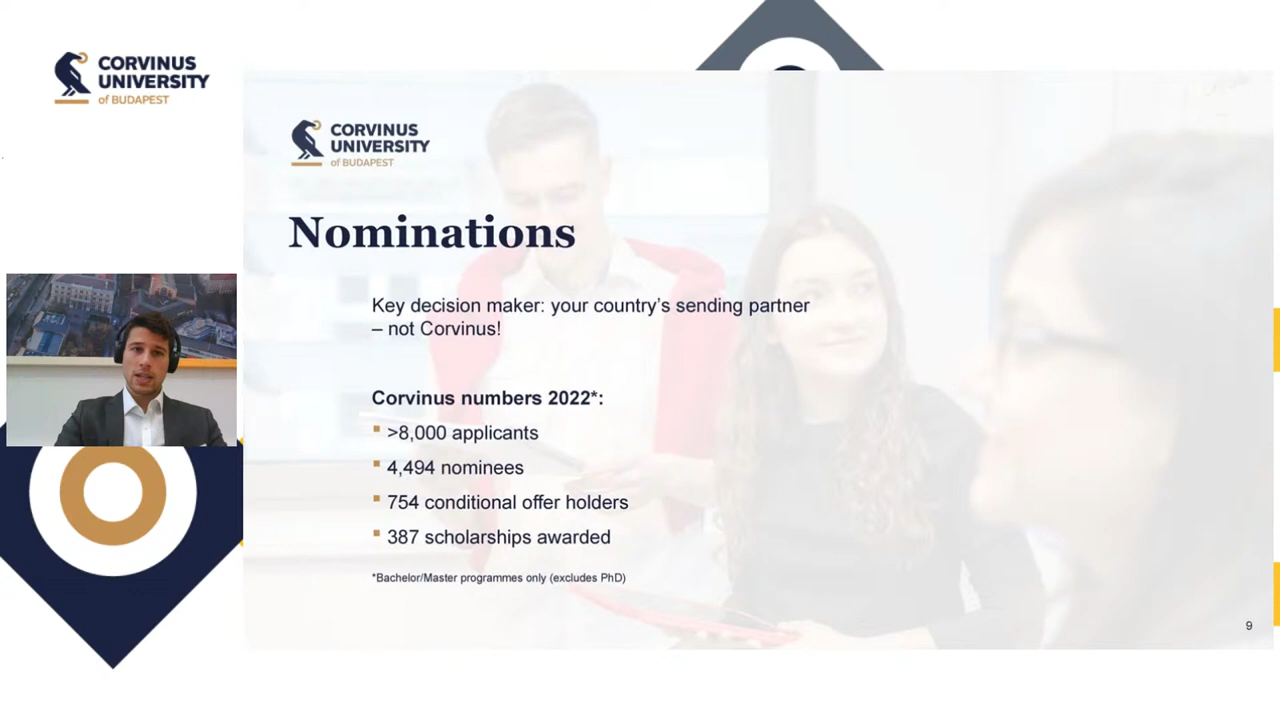 CORVINUS
UNIVERSITY
of BUDAPEST
CORVINUS
UNIVERSITY
of BUDAPEST
Nominations
Key decision maker: your country’s sending partner
– not Corvinus!
Corvinus numbers 2022*:
>8,000 applicants
4,494 nominees
754 conditional offer holders
387 scholarships awarded
*Bachelor/Master programmes only (excludes PhD)
9